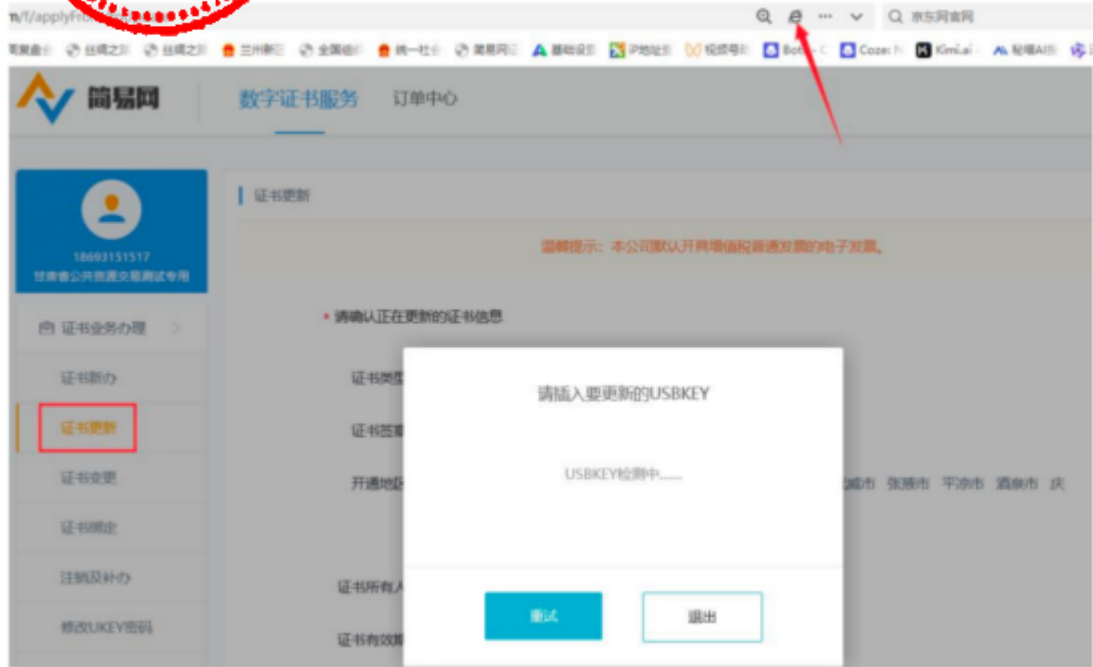 京东网官网
简易网 数字证书服务 订单中心
证书更新
18693151517
甘肃省公共资源交易测试专用
温馨提示：本公司默认开具增值税普通发票的电子发票。
* 请确认正在更新的证书信息
证书业务办理
证书新办
证书更新
证书变更
证书绑定
注销及补办
修改UKEY密码
证书类型
证书签章
开通地区
威市 张掖市 平凉市 酒泉市 庆
证书所有人
证书有效期
请插入要更新的USBKEY
USBKEY检测中......
重试 退出